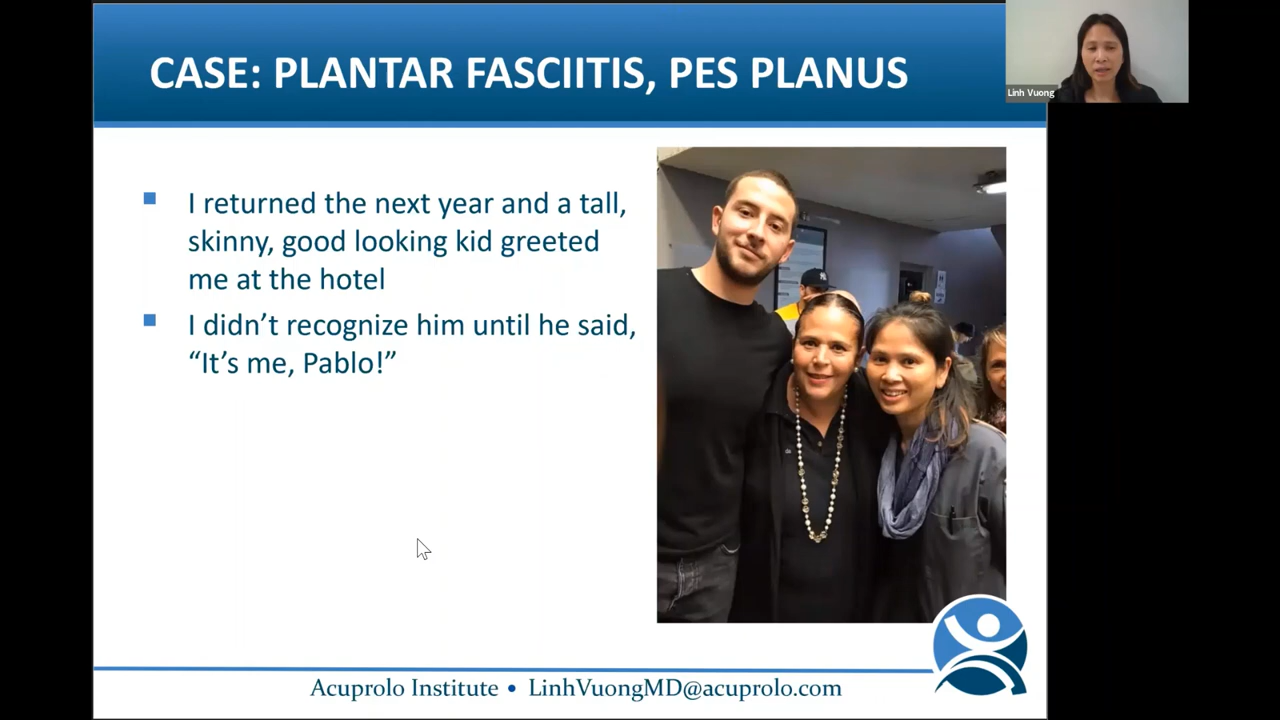 CASE: PLANTAR FASCIITIS, PES PLANUS
Linh Vuong
I returned the next year and a tall,
skinny, good looking kid greeted
me at the hotel
I didn’t recognize him until he said,
“It’s me, Pablo!”
Acuprolo Institute • LinhVuongMD@acuprolo.com